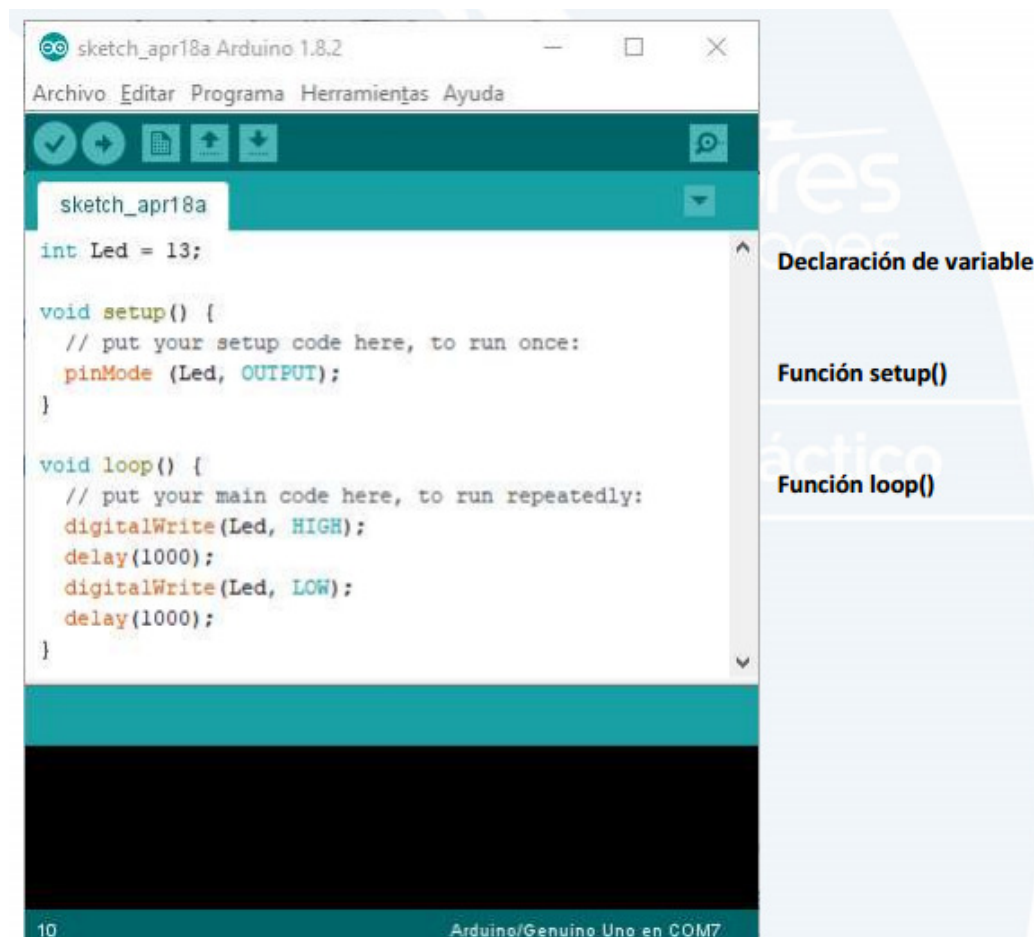 sketch_apr18a Arduino 1.8.2
Archivo Editar Programa Herramientas Ayuda
sketch_apr18a
int Led = 13;
Declaración de variable
void setup() {
// put your setup code here, to run once:
pinMode (Led, OUTPUT);
Función setup()
}
void loop() {
// put your main code here, to run repeatedly:
Función loop()
digitalWrite(Led, HIGH);
delay(1000);
digitalWrite(Led, LOW);
delay(1000);
}
10
Arduino/Genuino Uno en COM7